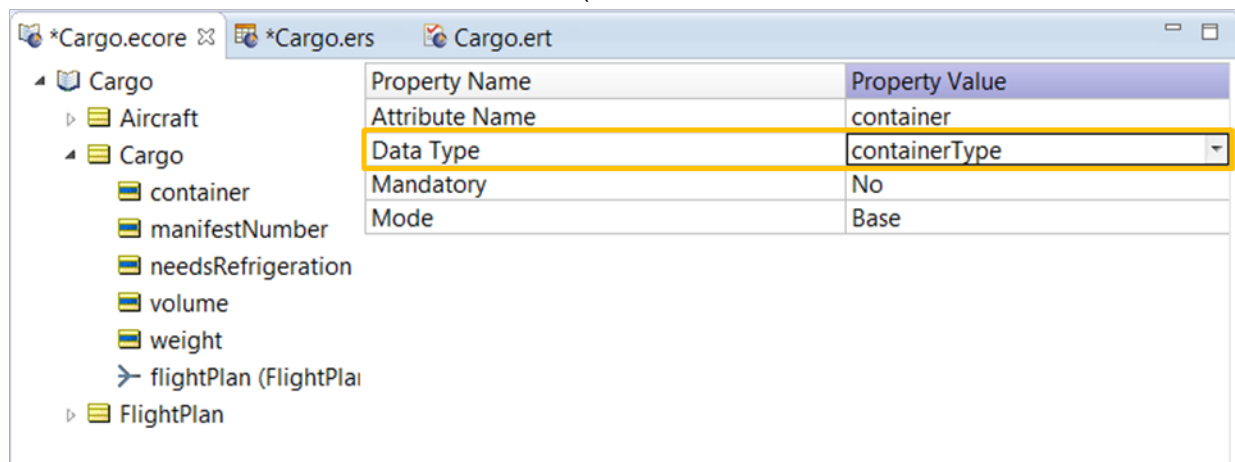 *Cargo.ecore *Cargo.ers Cargo.ert
Cargo Property Name Property Value
Aircraft Attribute Name container
Cargo Data Type containerType
container Mandatory No
manifestNumber Mode Base
needsRefrigeration
volume
weight
flightPlan (FlightPla
FlightPlan